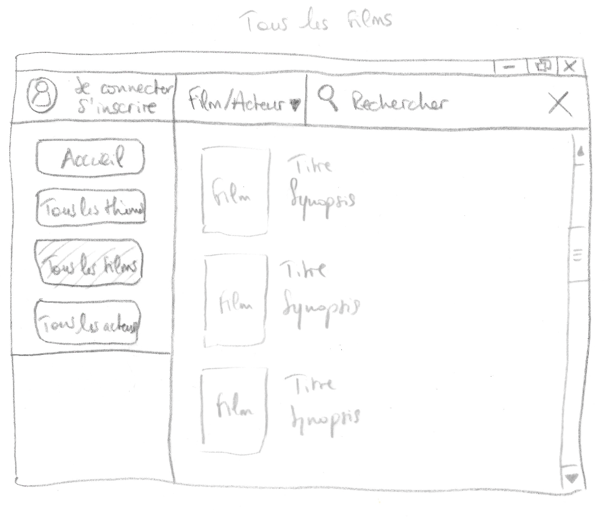 Tous les films
Se connecter
S'inscrire
Film/Acteur
Rechercher
Accueil
Tous les thèmes
Tous les films
Tous les acteurs
Film
Titre
Synopsis
Film
Titre
Synopsis
Film
Titre
Synopsis